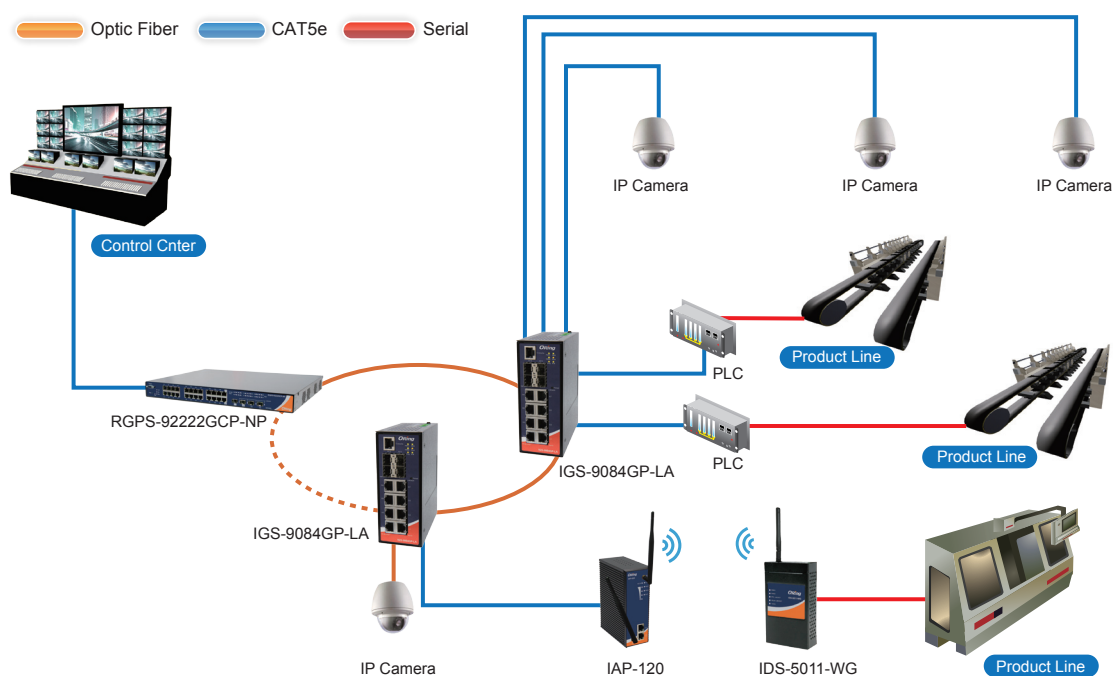 Optic Fiber
CAT5e
Serial
IP Camera
IP Camera
IP Camera
Control Cnter
Product Line
PLC
RGPS-92222GCP-NP
PLC
Product Line
IGS-9084GP-LA
IGS-9084GP-LA
IP Camera
IAP-120
IDS-5011-WG
Product Line